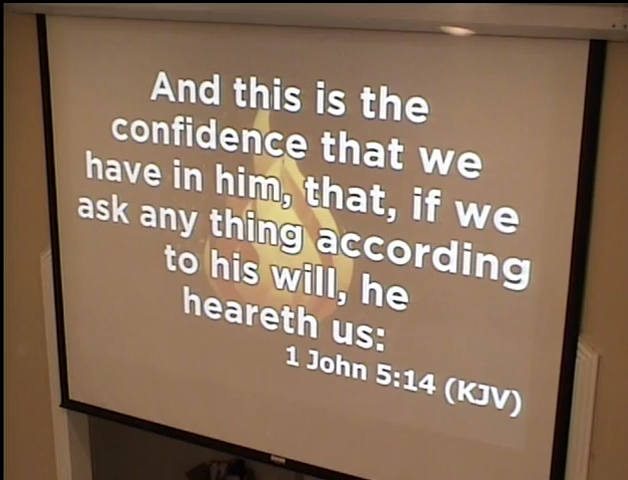 And this is the
confidence that we
have in him, that, if we
ask any thing according
to his will, he
heareth us:
1 John 5:14 (KJV)